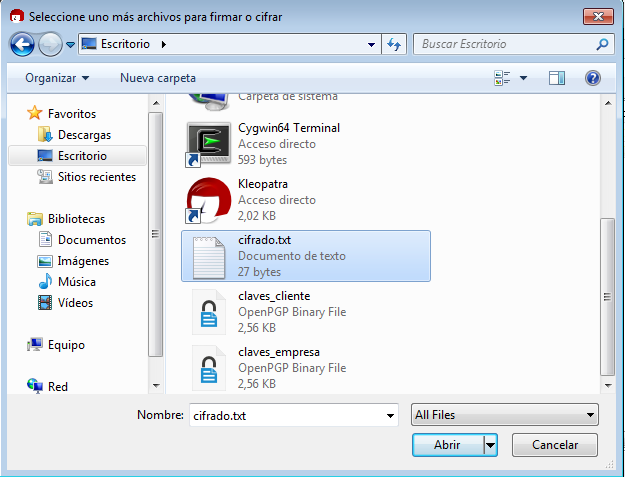 Seleccione uno más archivos para firmar o cifrar
Escritorio
Buscar Escritorio
Organizar
Nueva carpeta
Favoritos
Descargas
Escritorio
Sitios recientes
Bibliotecas
Documentos
Imágenes
Música
Vídeos
Equipo
Red
Carpeta de sistema
Cygwin64 Terminal
Acceso directo
593 bytes
Kleopatra
Acceso directo
2,02 KB
cifrado.txt
Documento de texto
27 bytes
claves_cliente
OpenPGP Binary File
2,56 KB
claves_empresa
OpenPGP Binary File
2,56 KB
Nombre: cifrado.txt
All Files
Abrir
Cancelar